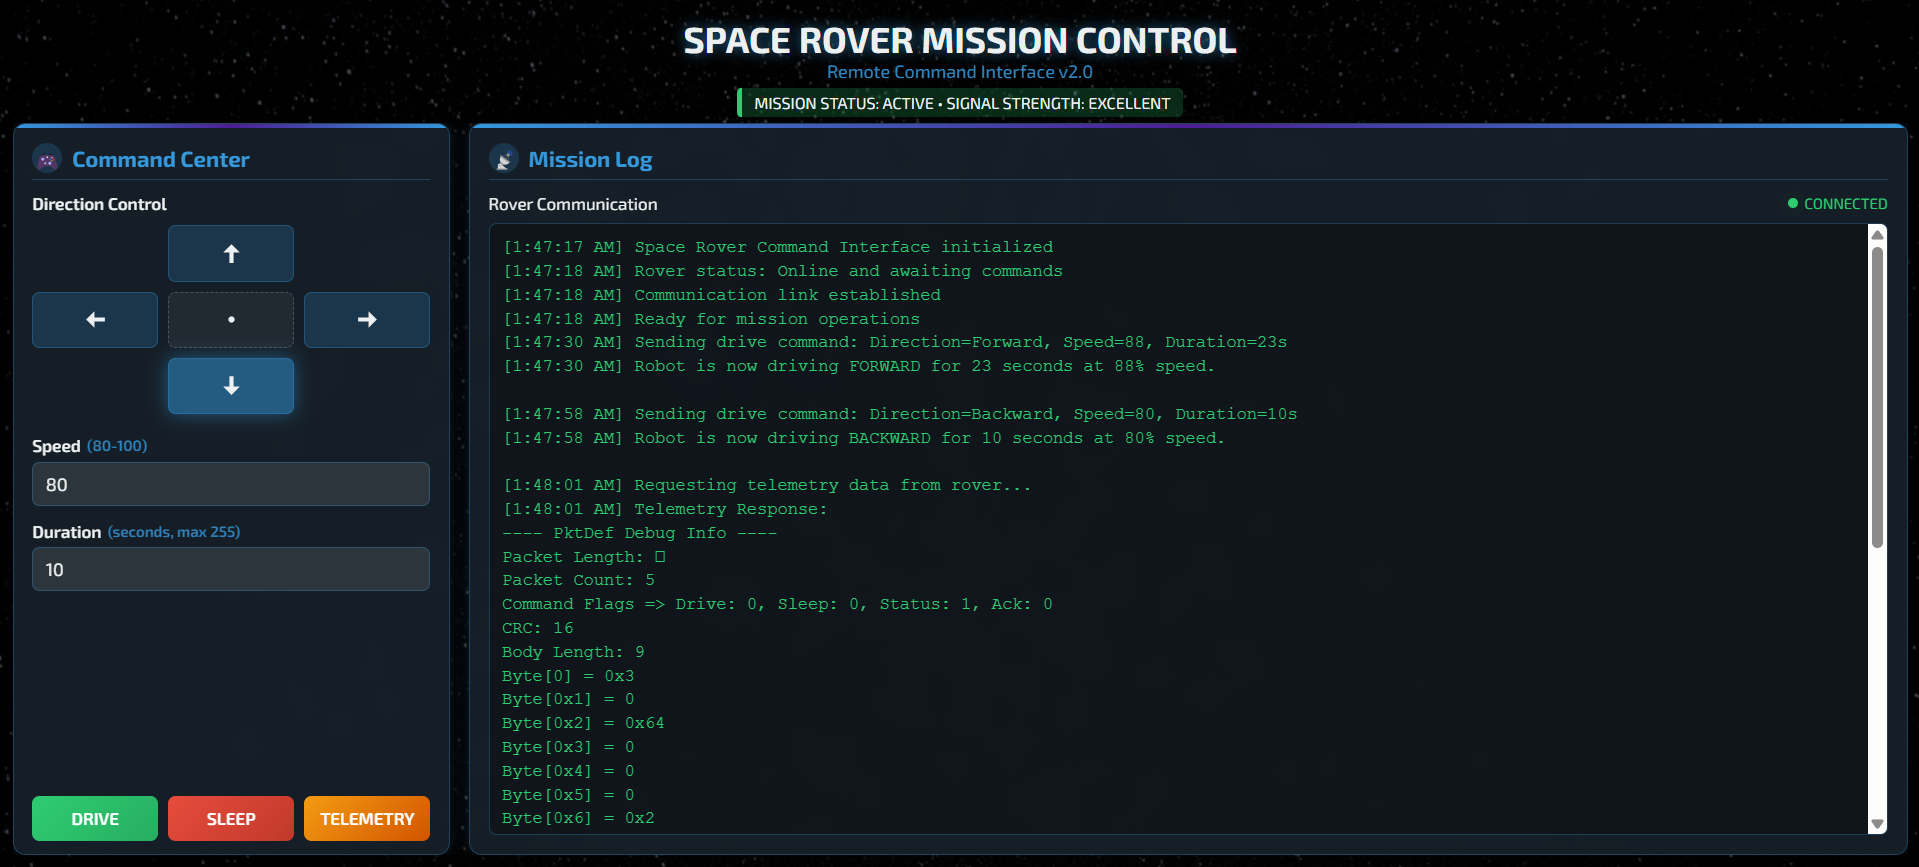 SPACE ROVER MISSION CONTROL
Remote Command Interface v2.0
MISSION STATUS: ACTIVE • SIGNAL STRENGTH: EXCELLENT
Command Center
Direction Control
↑
← • →
↓
Speed (80-100)
80
Duration (seconds, max 255)
10
DRIVE SLEEP TELEMETRY
Mission Log
Rover Communication CONNECTED
[1:47:17 AM] Space Rover Command Interface initialized
[1:47:18 AM] Rover status: Online and awaiting commands
[1:47:18 AM] Communication link established
[1:47:18 AM] Ready for mission operations
[1:47:30 AM] Sending drive command: Direction=Forward, Speed=88, Duration=23s
[1:47:30 AM] Robot is now driving FORWARD for 23 seconds at 88% speed.
[1:47:58 AM] Sending drive command: Direction=Backward, Speed=80, Duration=10s
[1:47:58 AM] Robot is now driving BACKWARD for 10 seconds at 80% speed.
[1:48:01 AM] Requesting telemetry data from rover...
[1:48:01 AM] Telemetry Response:
---- PktDef Debug Info ----
Packet Length: □
Packet Count: 5
Command Flags => Drive: 0, Sleep: 0, Status: 1, Ack: 0
CRC: 16
Body Length: 9
Byte[0] = 0x3
Byte[0x1] = 0
Byte[0x2] = 0x64
Byte[0x3] = 0
Byte[0x4] = 0
Byte[0x5] = 0
Byte[0x6] = 0x2